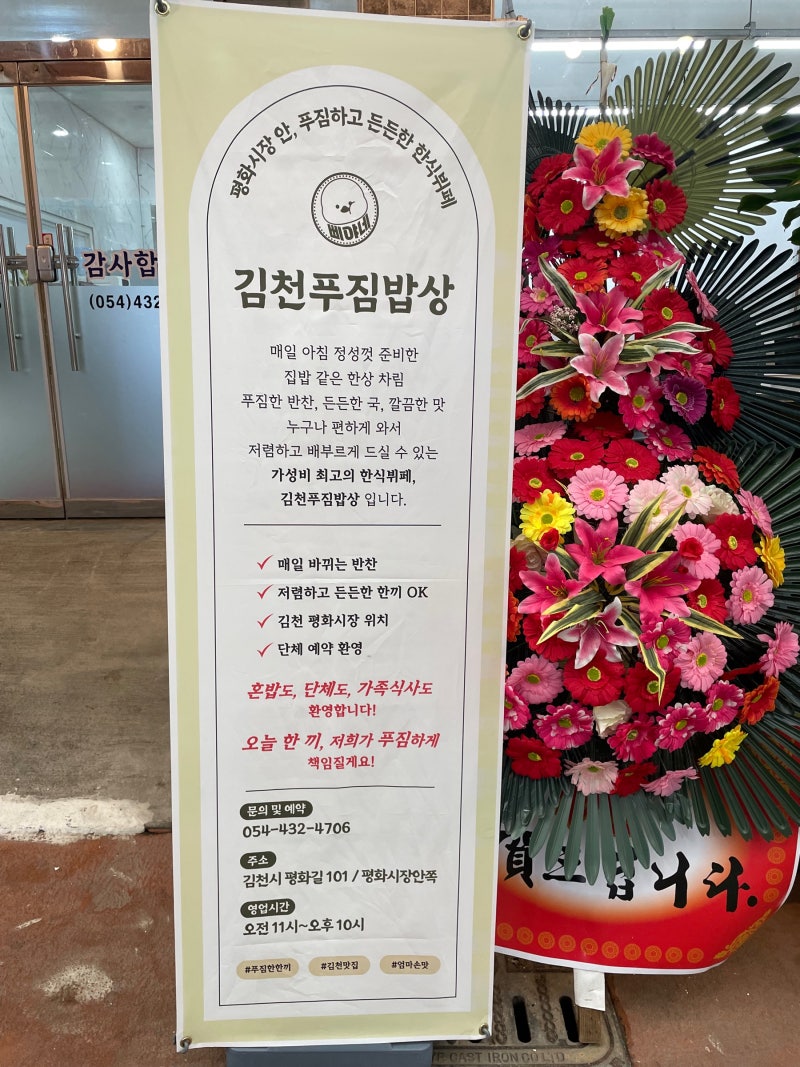 평화시장 안, 푸짐하고 든든한 한식뷔페
삐야네
김천푸짐밥상
매일 아침 정성껏 준비한
집밥 같은 한상 차림
푸짐한 반찬, 든든한 국, 깔끔한 맛
누구나 편하게 와서
저렴하고 배부르게 드실 수 있는
가성비 최고의 한식뷔페,
김천푸짐밥상 입니다.
매일 바뀌는 반찬
저렴하고 든든한 한끼 OK
김천 평화시장 위치
단체 예약 환영
혼밥도, 단체도, 가족식사도
환영합니다!
오늘 한 끼, 저희가 푸짐하게
책임질게요!
문의 및 예약
054-432-4706
주소
김천시 평화길 101 / 평화시장안쪽
영업시간
오전 11시~오후 10시
#푸짐한한끼 #김천맛집 #엄마손맛
감사합
(054)432
니다.
CAST IRON CO LTD